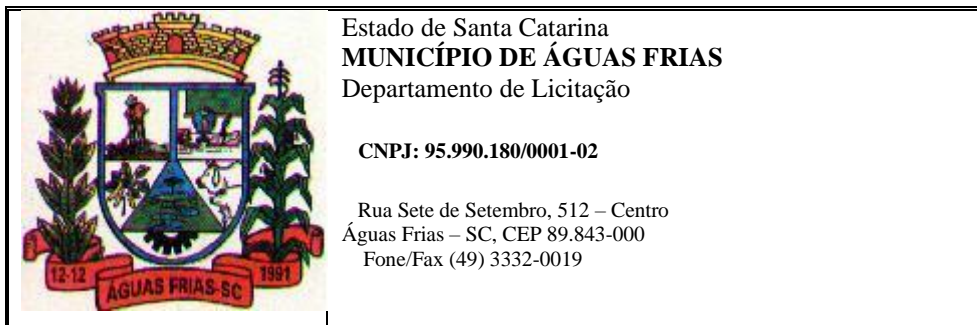 Estado de Santa Catarina
MUNICÍPIO DE ÁGUAS FRIAS
Departamento de Licitação
CNPJ: 95.990.180/0001-02
Rua Sete de Setembro, 512 – Centro
Águas Frias – SC, CEP 89.843-000
Fone/Fax (49) 3332-0019
12-12
ÁGUAS FRIAS-SC
1991